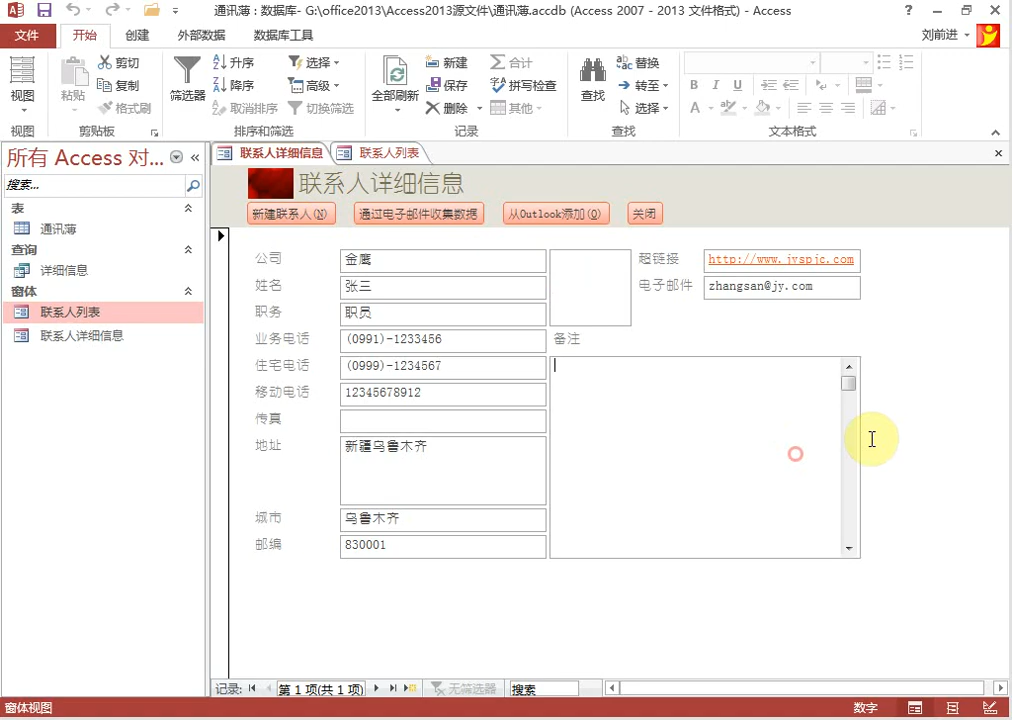 通讯薄 : 数据库- G:\office2013\Access2013源文件\通讯薄.accdb (Access 2007 - 2013 文件格式) - Access
文件 开始 创建 外部数据 数据库工具 刘前进
视图 粘贴 剪切 复制 格式刷 筛选器 升序 降序 取消排序 选择 高级 切换筛选 全部刷新 新建 保存 删除 合计 拼写检查 其他 查找 替换 转至 选择 B I U A
视图 剪贴板 排序和筛选 记录 查找 文本格式
所有 Access 对... «
联系人详细信息 联系人列表
搜索...
表
通讯薄
查询
详细信息
窗体
联系人列表
联系人详细信息
联系人详细信息
新建联系人(N) 通过电子邮件收集数据 从Outlook添加(O) 关闭
公司 金鹰 超链接 http://www.jvspjc.com
姓名 张三 电子邮件 zhangsan@jy.com
职务 职员
业务电话 (0991)-1233456 备注
住宅电话 (0999)-1234567
移动电话 12345678912
传真
地址 新疆乌鲁木齐
城市 乌鲁木齐
邮编 830001
记录: 第 1 项(共 1 项) 无筛选器 搜索
窗体视图 数字